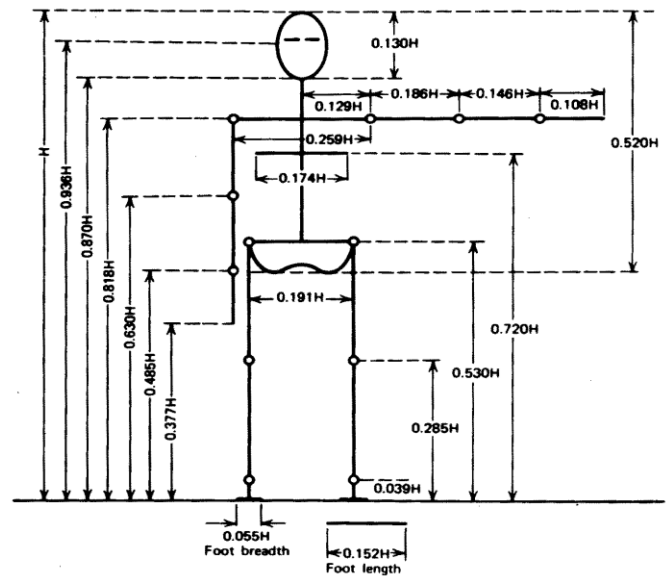 0.130H
0.186H
0.146H
0.108H
0.129H
0.259H
0.520H
0.174H
H
0.936H
0.870H
0.818H
0.630H
0.485H
0.377H
0.191H
0.720H
0.530H
0.285H
0.039H
0.055H
Foot breadth
0.152H
Foot length